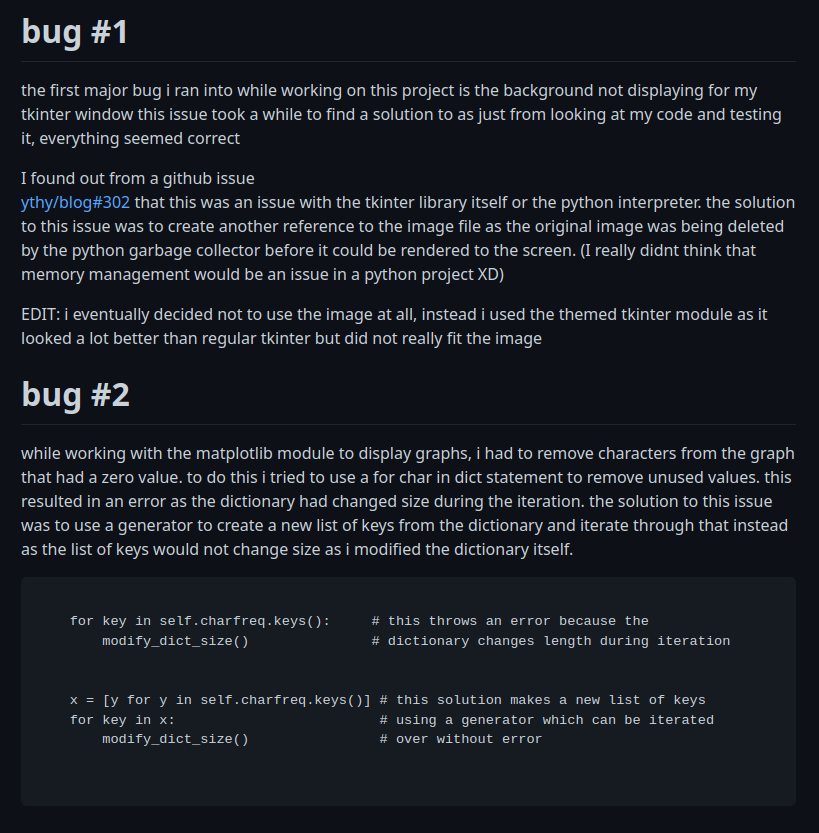 bug #1
the first major bug i ran into while working on this project is the background not displaying for my
tkinter window this issue took a while to find a solution to as just from looking at my code and testing
it, everything seemed correct
I found out from a github issue
ythy/blog#302 that this was an issue with the tkinter library itself or the python interpreter. the solution
to this issue was to create another reference to the image file as the original image was being deleted
by the python garbage collector before it could be rendered to the screen. (I really didnt think that
memory management would be an issue in a python project XD)
EDIT: i eventually decided not to use the image at all, instead i used the themed tkinter module as it
looked a lot better than regular tkinter but did not really fit the image
bug #2
while working with the matplotlib module to display graphs, i had to remove characters from the graph
that had a zero value. to do this i tried to use a for char in dict statement to remove unused values. this
resulted in an error as the dictionary had changed size during the iteration. the solution to this issue
was to use a generator to create a new list of keys from the dictionary and iterate through that instead
as the list of keys would not change size as i modified the dictionary itself.
for key in self.charfreq.keys():     # this throws an error because the
    modify_dict_size()               # dictionary changes length during iteration
x = [y for y in self.charfreq.keys()] # this solution makes a new list of keys
for key in x:                         # using a generator which can be iterated
    modify_dict_size()                # over without error